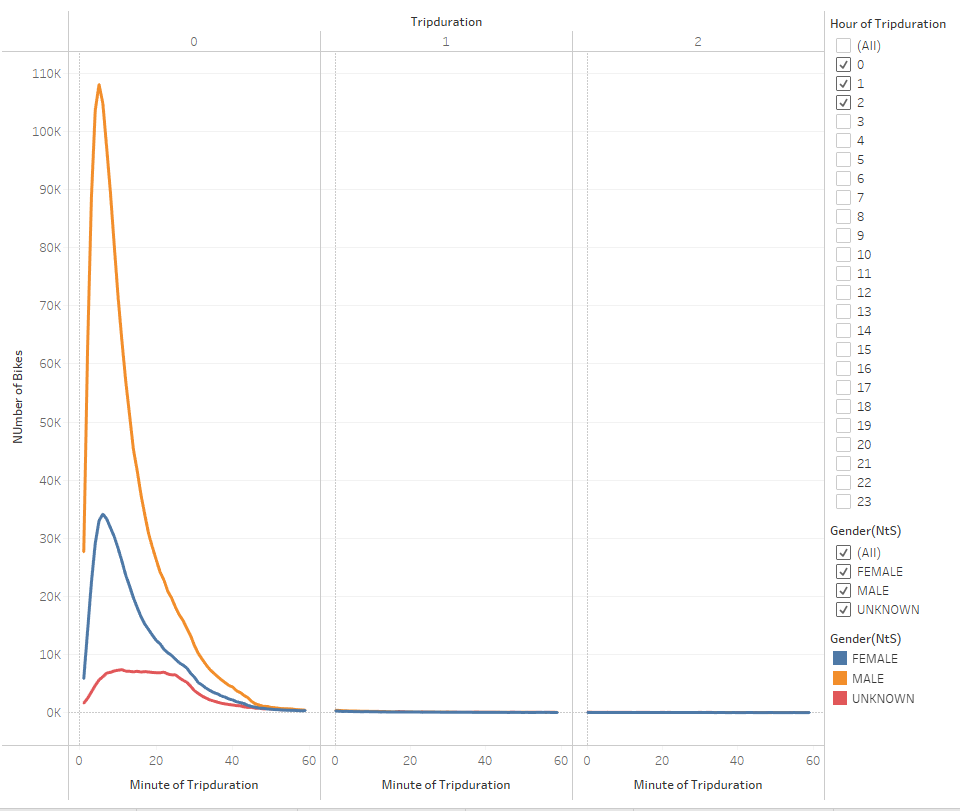 Tripduration
0 1 2
110K
100K
90K
80K
70K
60K
50K
40K
30K
20K
10K
0K
NUmber of Bikes
0 20 40 60 0 20 40 60 0 20 40 60
Minute of Tripduration Minute of Tripduration Minute of Tripduration
Hour of Tripduration
(All)
0
1
2
3
4
5
6
7
8
9
10
11
12
13
14
15
16
17
18
19
20
21
22
23
Gender(NtS)
(All)
FEMALE
MALE
UNKNOWN
Gender(NtS)
FEMALE
MALE
UNKNOWN